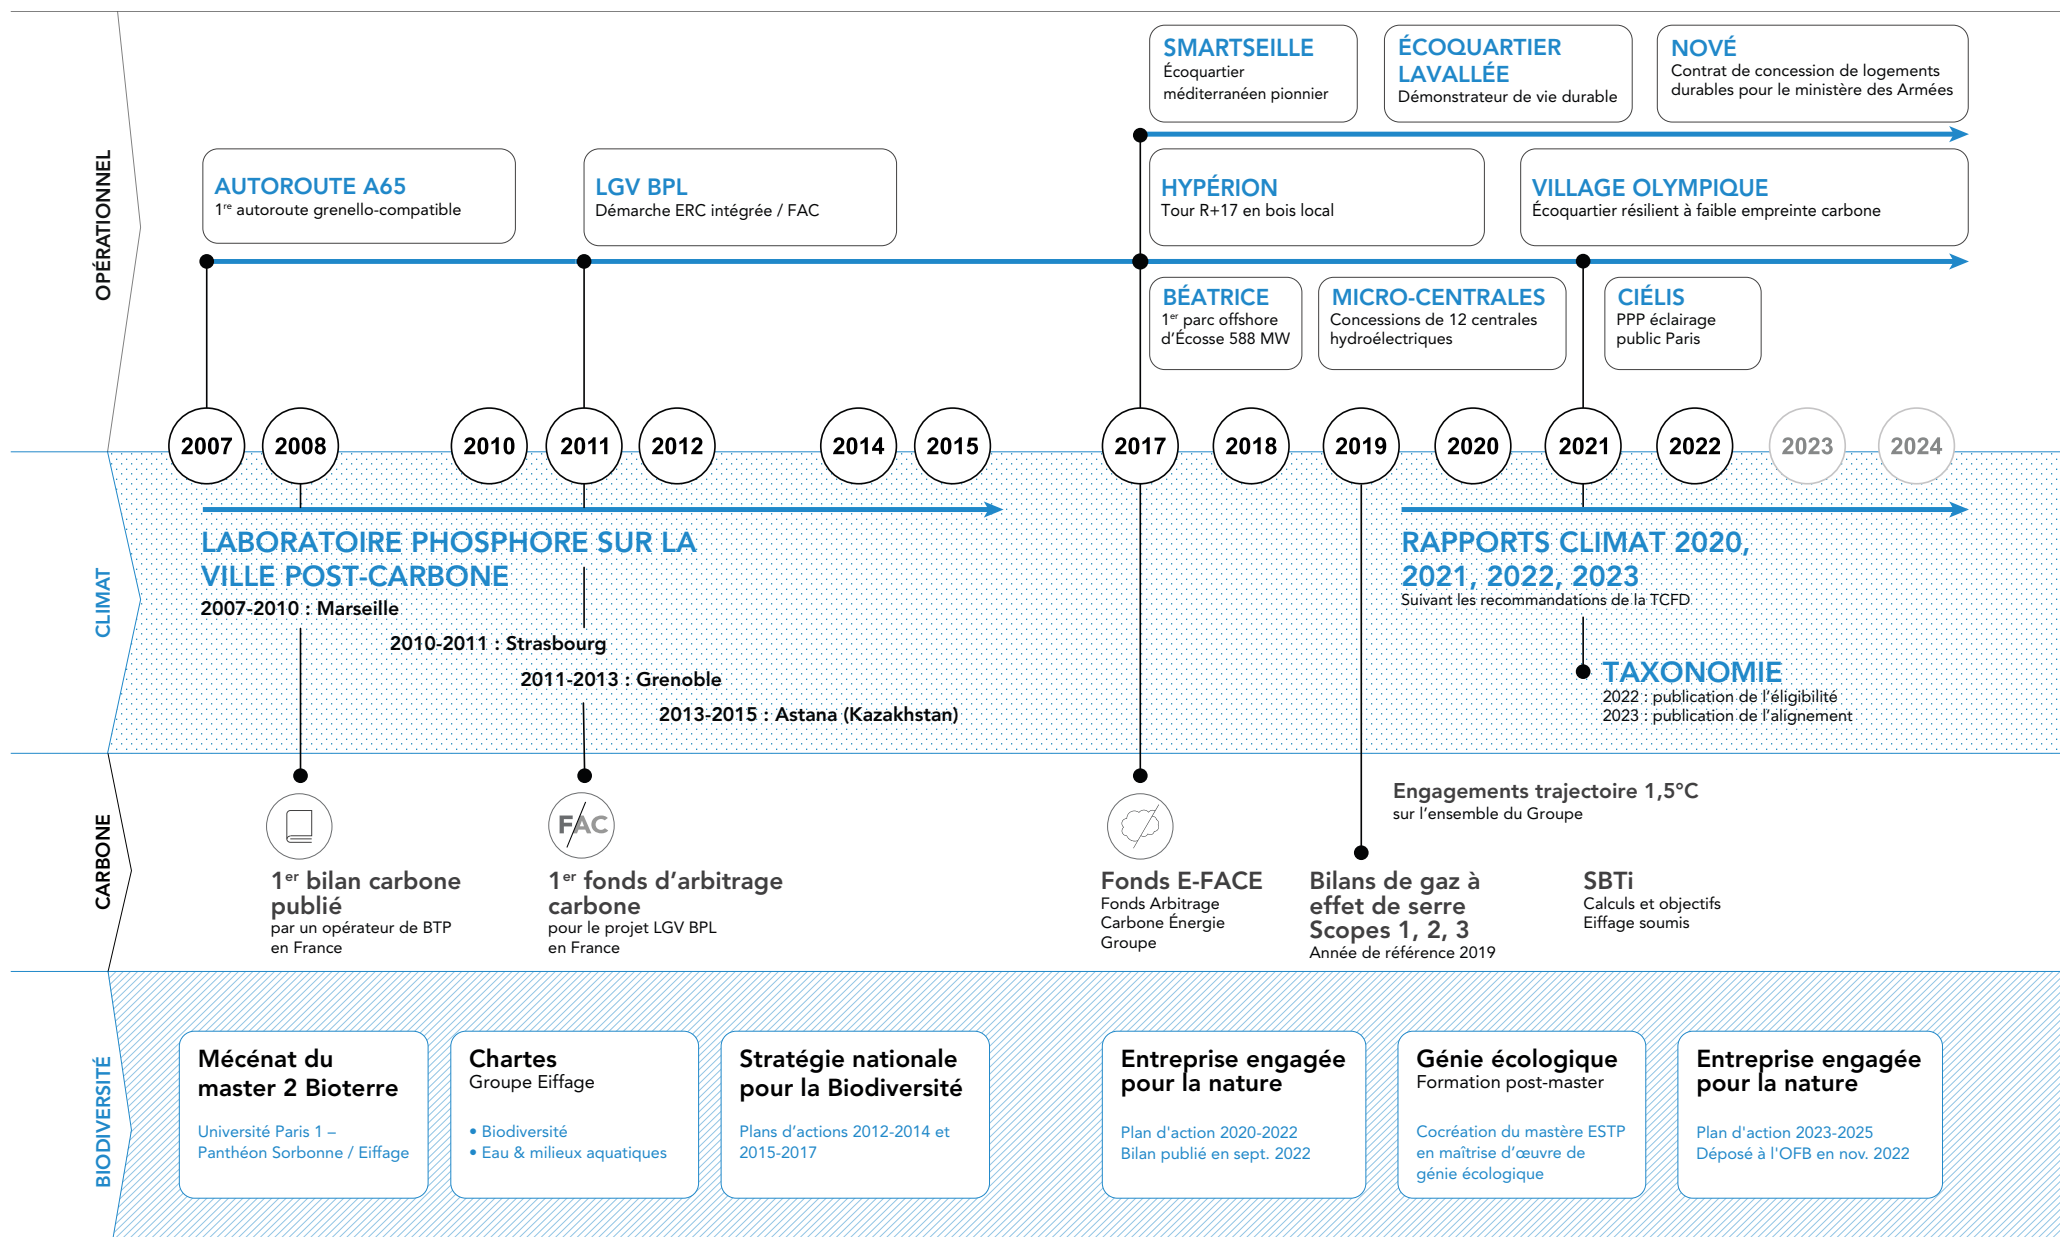 OPÉRATIONNEL
SMARTSEILLE
Écoquartier
méditerranéen pionnier
ÉCOQUARTIER
LAVALLÉE
Démonstrateur de vie durable
NOVÉ
Contrat de concession de logements
durables pour le ministère des Armées
AUTOROUTE A65
1re autoroute grenello-compatible
LGV BPL
Démarche ERC intégrée / FAC
HYPÉRION
Tour R+17 en bois local
VILLAGE OLYMPIQUE
Écoquartier résilient à faible empreinte carbone
BÉATRICE
1er parc offshore
d’Écosse 588 MW
MICRO-CENTRALES
Concessions de 12 centrales
hydroélectriques
CIÉLIS
PPP éclairage
public Paris
2007 2008 2010 2011 2012 2014 2015 2017 2018 2019 2020 2021 2022 2023 2024
CLIMAT
LABORATOIRE PHOSPHORE SUR LA
VILLE POST-CARBONE
2007-2010 : Marseille
2010-2011 : Strasbourg
2011-2013 : Grenoble
2013-2015 : Astana (Kazakhstan)
RAPPORTS CLIMAT 2020,
2021, 2022, 2023
Suivant les recommandations de la TCFD
TAXONOMIE
2022 : publication de l’éligibilité
2023 : publication de l’alignement
CARBONE
1er bilan carbone
publié
par un opérateur de BTP
en France
F/AC
1er fonds d’arbitrage
carbone
pour le projet LGV BPL
en France
Fonds E-FACE
Fonds Arbitrage
Carbone Énergie
Groupe
Engagements trajectoire 1,5°C
sur l’ensemble du Groupe
Bilans de gaz à
effet de serre
Scopes 1, 2, 3
Année de référence 2019
SBTi
Calculs et objectifs
Eiffage soumis
BIODIVERSITÉ
Mécénat du
master 2 Bioterre
Université Paris 1 –
Panthéon Sorbonne / Eiffage
Chartes
Groupe Eiffage
• Biodiversité
• Eau & milieux aquatiques
Stratégie nationale
pour la Biodiversité
Plans d’actions 2012-2014 et
2015-2017
Entreprise engagée
pour la nature
Plan d'action 2020-2022
Bilan publié en sept. 2022
Génie écologique
Formation post-master
Cocréation du mastère ESTP
en maîtrise d’œuvre de
génie écologique
Entreprise engagée
pour la nature
Plan d'action 2023-2025
Déposé à l'OFB en nov. 2022